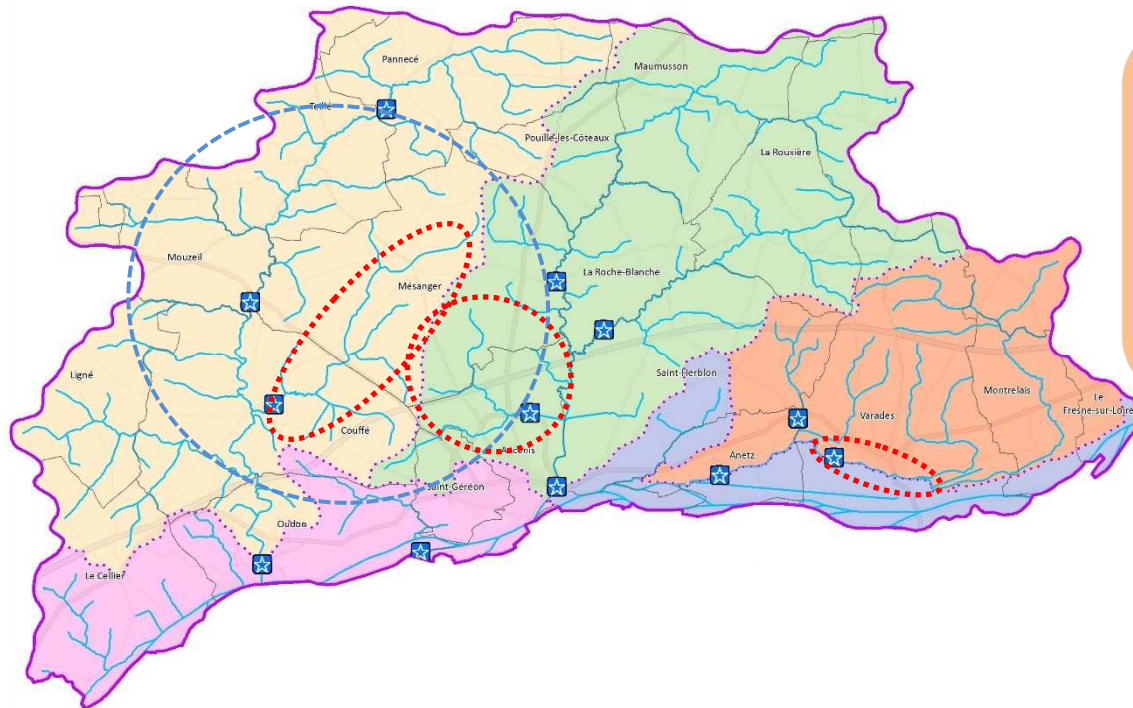 Pannecé
Maumusson
Teillé
Pouillé-les-Côteaux
La Rouxière
Mouzeil
La Roche-Blanche
Mésanger
Ligné
Saint-Herblon
Montrelais
Le
Fresne-sur-Loire
Varades
Couffé
Ancenis
Anetz
Saint-Géréon
Oudon
Le Cellier